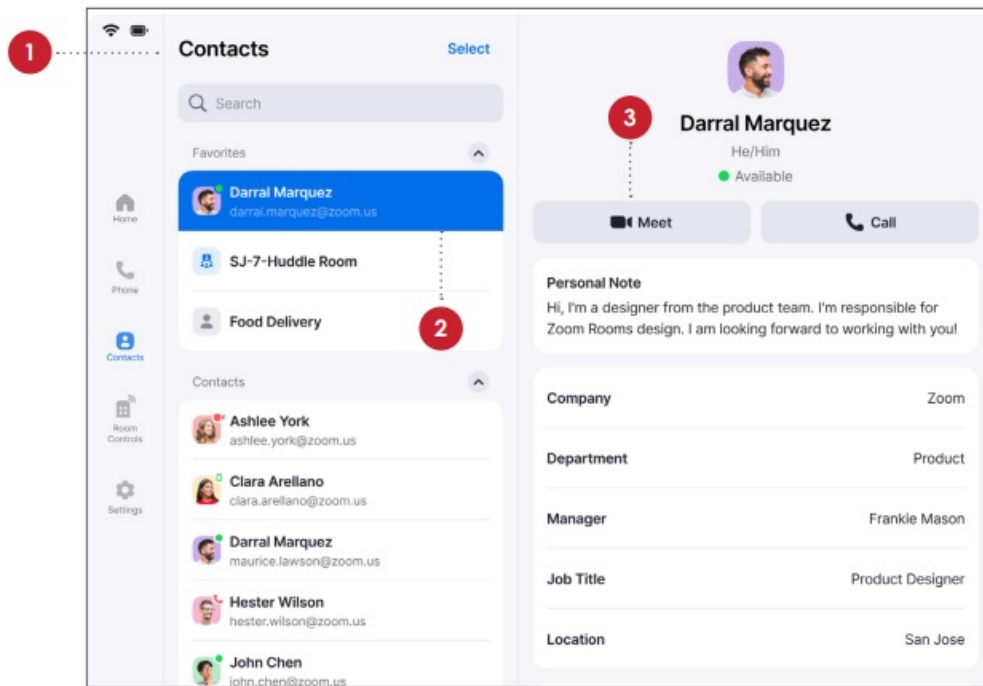 1
Contacts
Select
Search
Favorites
Darral Marquez
darral.marquez@zoom.us
SJ-7-Huddle Room
Food Delivery
2
Contacts
Ashlee York
ashlee.york@zoom.us
Clara Arellano
clara.arellano@zoom.us
Darral Marquez
maurice.lawson@zoom.us
Hester Wilson
hester.wilson@zoom.us
John Chen
john.chen@zoom.us
Home
Phone
Contacts
Room
Controls
Settings
3
Darral Marquez
He/Him
Available
Meet
Call
Personal Note
Hi, I'm a designer from the product team. I'm responsible for
Zoom Rooms design. I am looking forward to working with you!
Company Zoom
Department Product
Manager Frankie Mason
Job Title Product Designer
Location San Jose